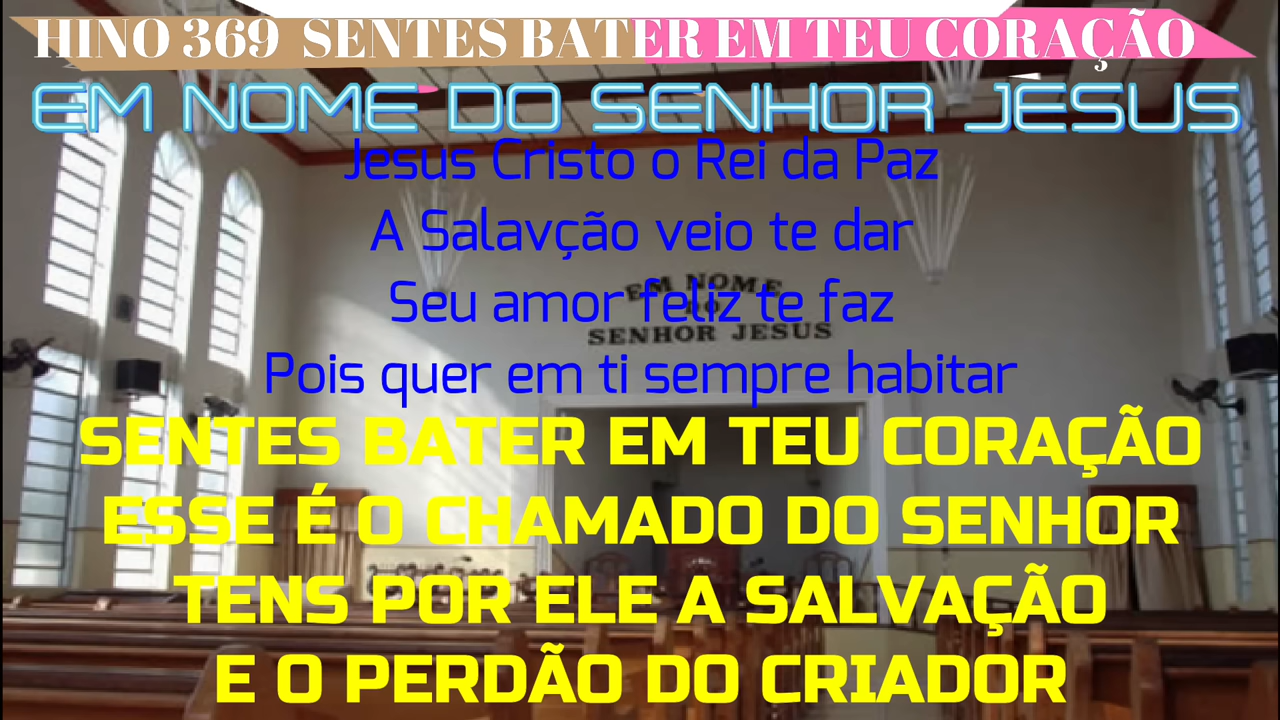 HINO 369 SENTES BATER EM TEU CORAÇÃO
EM NOME DO SENHOR JESUS
Jesus Cristo o Rei da Paz
A Salavção veio te dar
Seu amor feliz te faz
Pois quer em ti sempre habitar
EM NOME
DO
SENHOR JESUS
SENTES BATER EM TEU CORAÇÃO
ESSE É O CHAMADO DO SENHOR
TENS POR ELE A SALVAÇÃO
E O PERDÃO DO CRIADOR